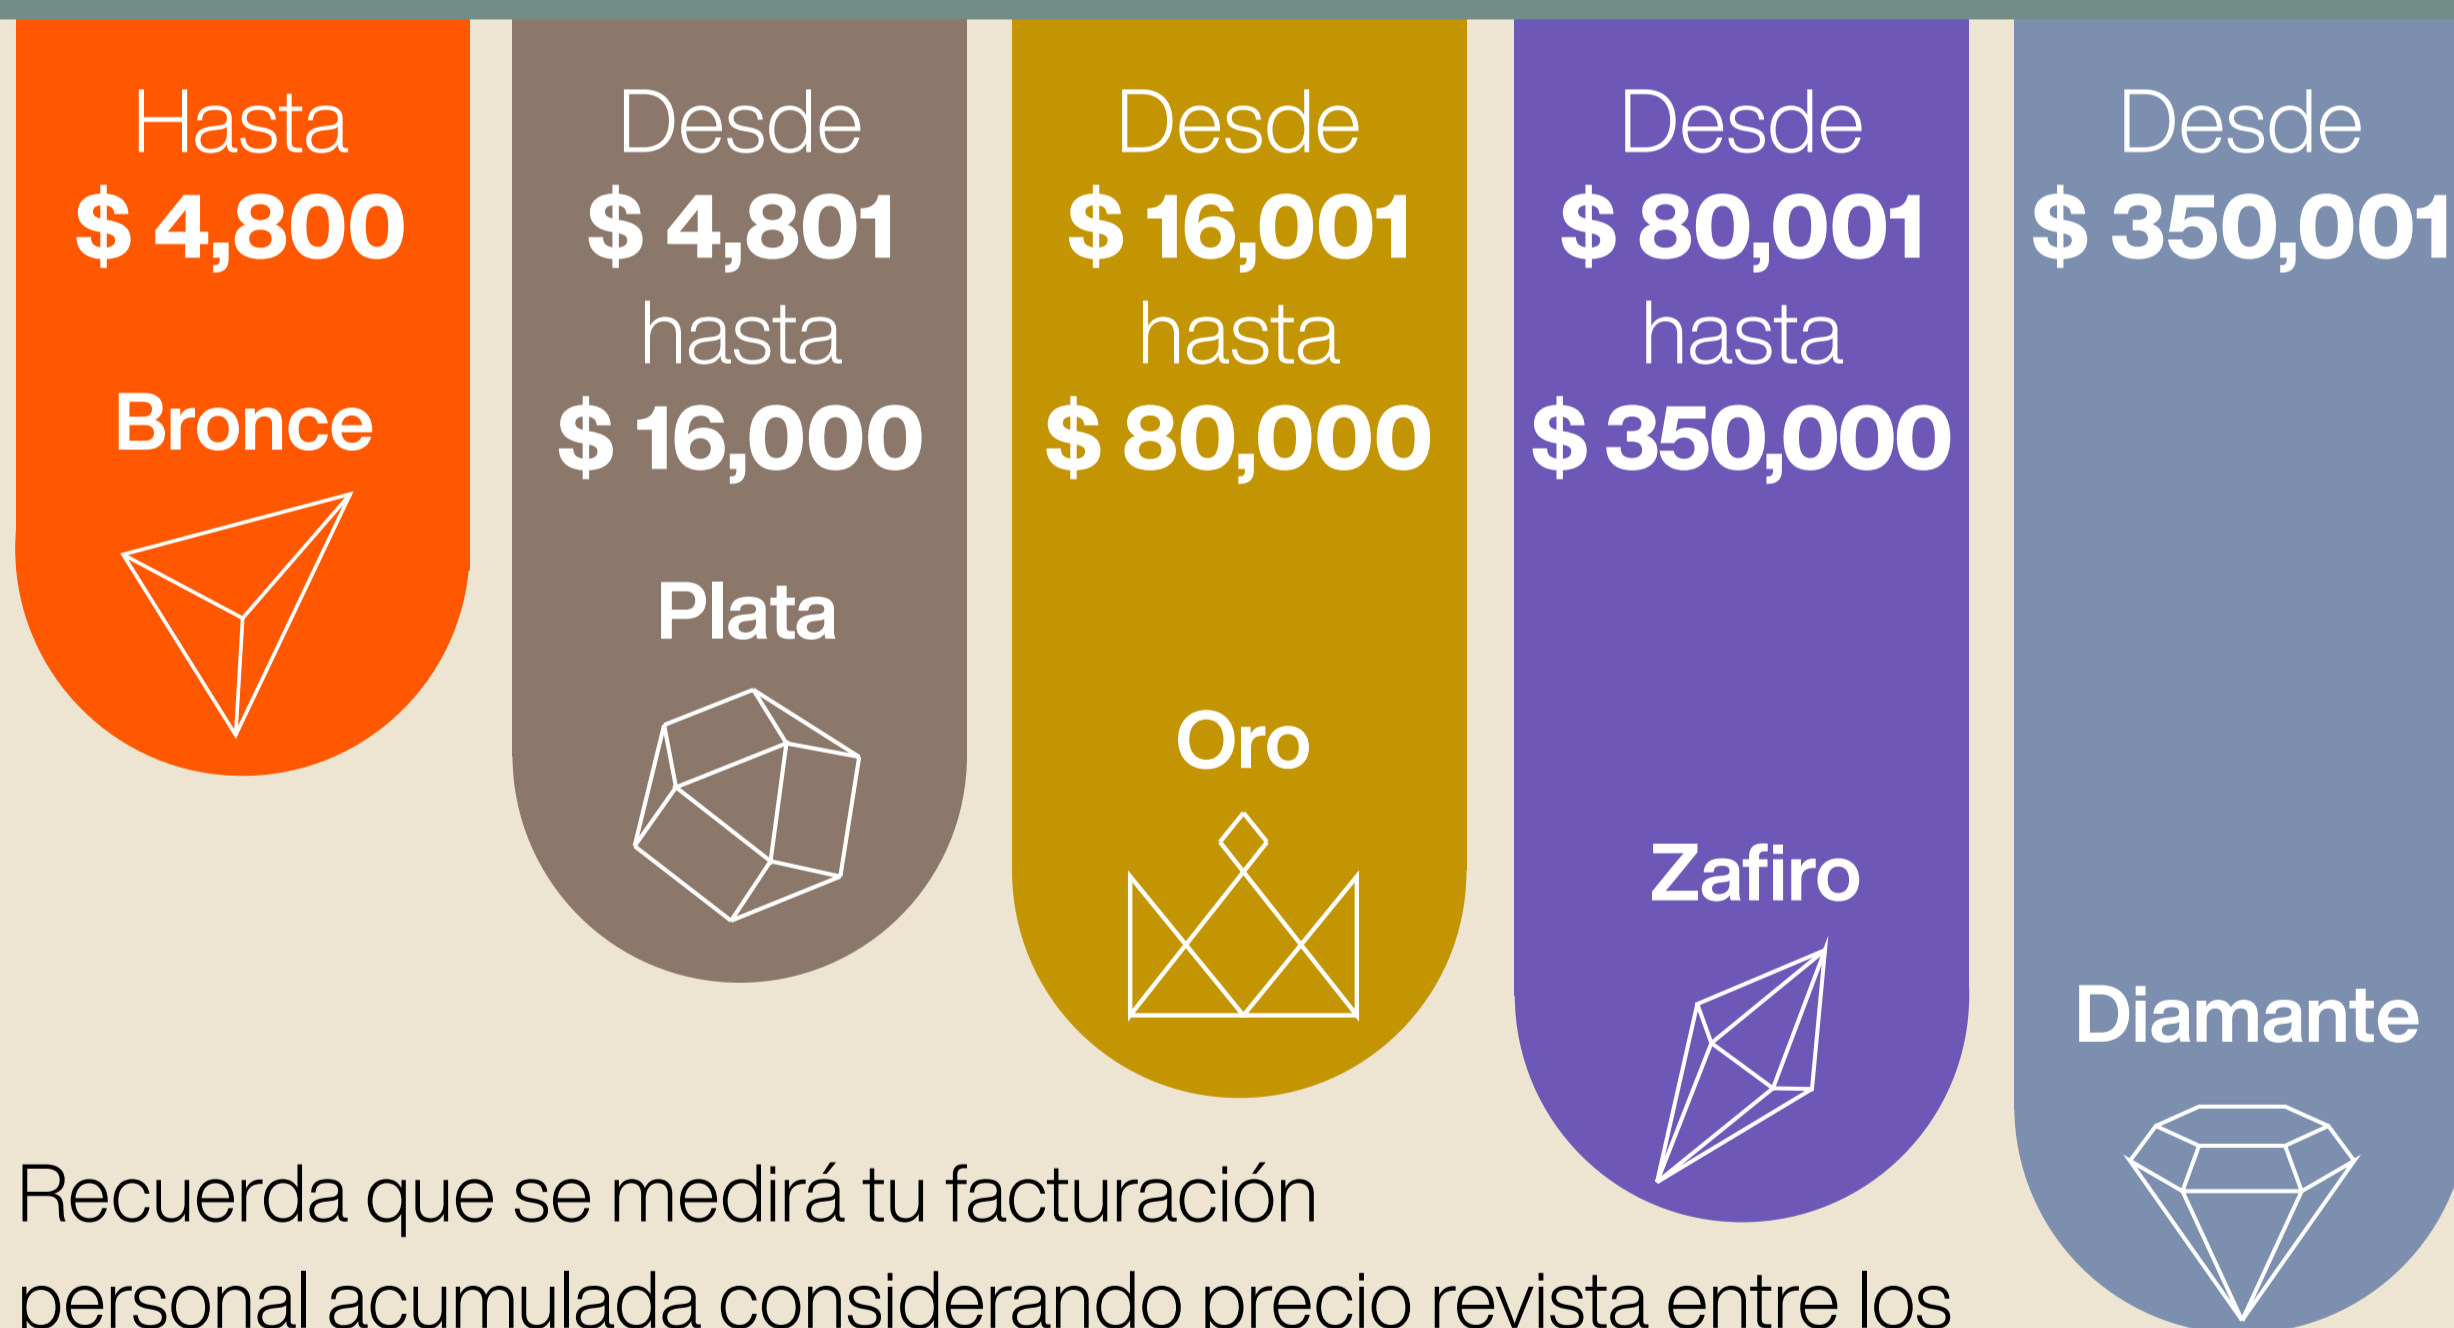 Hasta
$ 4,800
Bronce
Desde
$ 4,801
hasta
$ 16,000
Plata
Desde
$ 16,001
hasta
$ 80,000
Oro
Desde
$ 80,001
hasta
$ 350,000
Zafiro
Desde
$ 350,001
Diamante
Recuerda que se medirá tu facturación
personal acumulada considerando precio revista entre los